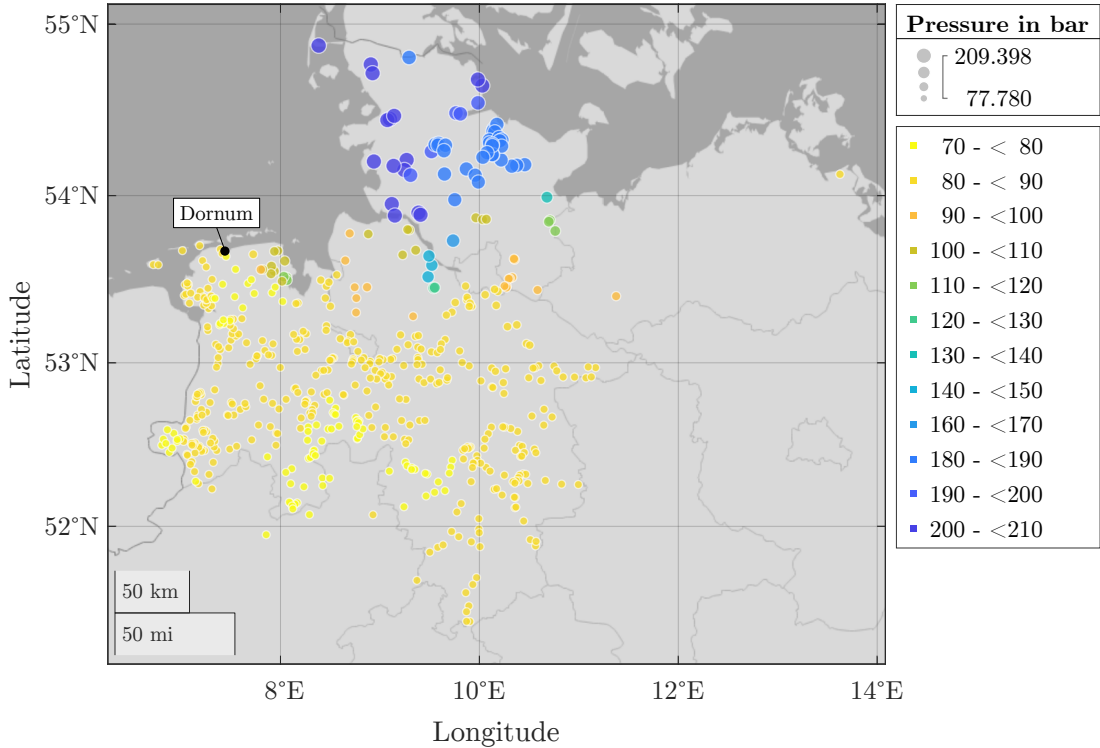 55°N
54°N
53°N
52°N
Latitude
Dornum
50 km
50 mi
8°E
10°E
12°E
14°E
Longitude
Pressure in bar
209.398
77.780
70 - < 80
80 - < 90
90 - <100
100 - <110
110 - <120
120 - <130
130 - <140
140 - <150
160 - <170
180 - <190
190 - <200
200 - <210